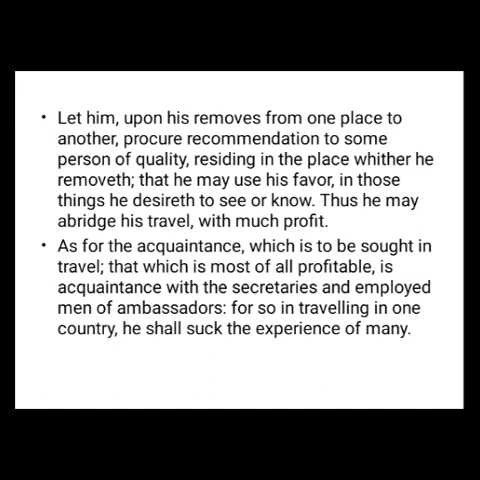 • Let him, upon his removes from one place to
another, procure recommendation to some
person of quality, residing in the place whither he
removeth; that he may use his favor, in those
things he desireth to see or know. Thus he may
abridge his travel, with much profit.
• As for the acquaintance, which is to be sought in
travel; that which is most of all profitable, is
acquaintance with the secretaries and employed
men of ambassadors: for so in travelling in one
country, he shall suck the experience of many.